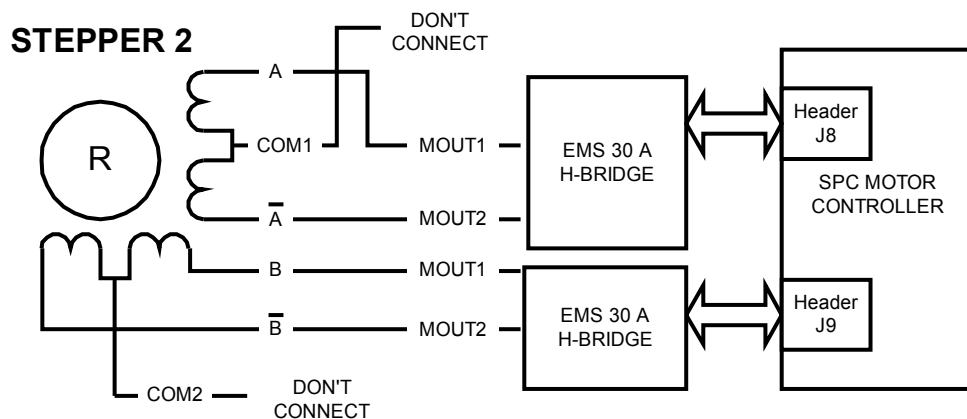 STEPPER 2
DON'T
CONNECT
A
COM1
MOUT1
A̅
MOUT2
R
EMS 30 A
H-BRIDGE
Header
J8
SPC MOTOR
CONTROLLER
B
MOUT1
B̅
MOUT2
EMS 30 A
H-BRIDGE
Header
J9
COM2
DON'T
CONNECT